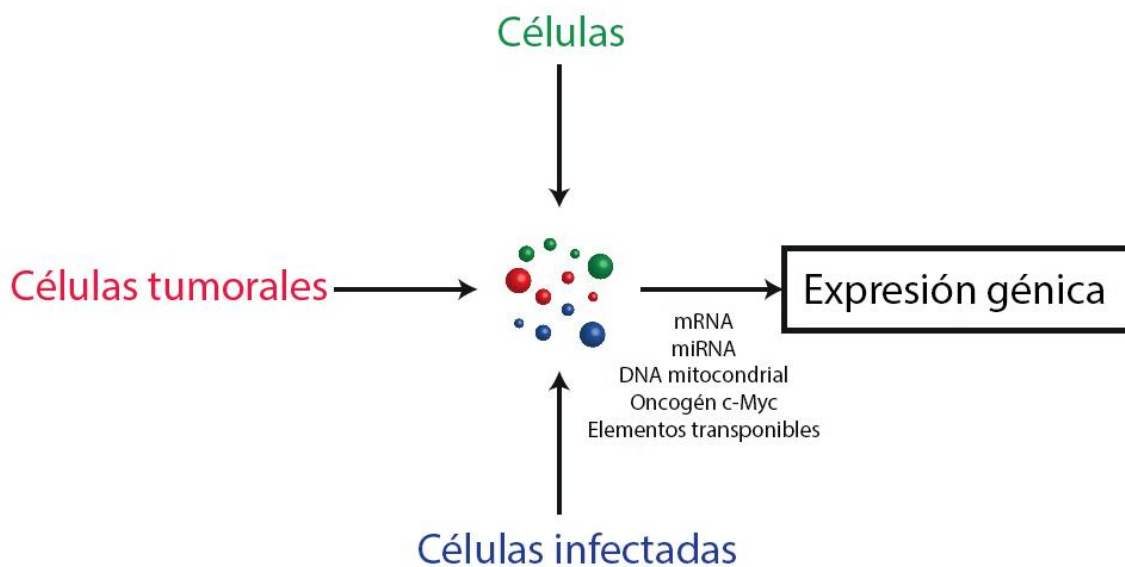 Células
Células tumorales
Expresión génica
mRNA
miRNA
DNA mitocondrial
Oncogén c-Myc
Elementos transponibles
Células infectadas